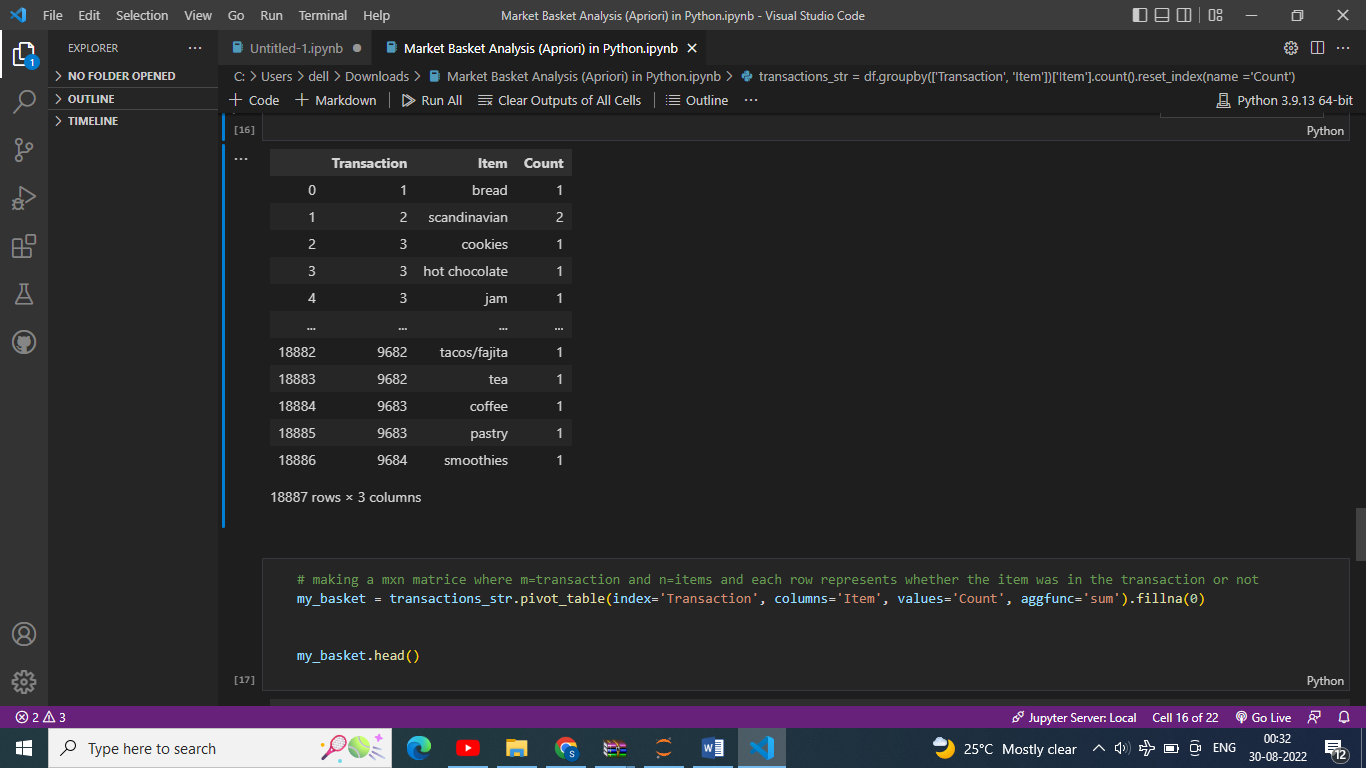 File Edit Selection View Go Run Terminal Help Market Basket Analysis (Apriori) in Python.ipynb - Visual Studio Code
EXPLORER ...
Untitled-1.ipynb
Market Basket Analysis (Apriori) in Python.ipynb
NO FOLDER OPENED
OUTLINE
TIMELINE
C: > Users > dell > Downloads > Market Basket Analysis (Apriori) in Python.ipynb > transactions_str = df.groupby(['Transaction', 'Item'])['Item'].count().reset_index(name ='Count')
+ Code + Markdown Run All Clear Outputs of All Cells Outline ... Python 3.9.13 64-bit
1
[16] Python
...
Transaction Item Count
0 1 bread 1
1 2 scandinavian 2
2 3 cookies 1
3 3 hot chocolate 1
4 3 jam 1
... ... ... ...
18882 9682 tacos/fajita 1
18883 9682 tea 1
18884 9683 coffee 1
18885 9683 pastry 1
18886 9684 smoothies 1
18887 rows × 3 columns
# making a mxn matrice where m=transaction and n=items and each row represents whether the item was in the transaction or not
my_basket = transactions_str.pivot_table(index='Transaction', columns='Item', values='Count', aggfunc='sum').fillna(0)
my_basket.head()
[17] Python
2 3 Jupyter Server: Local Cell 16 of 22 Go Live
Type here to search
25°C Mostly clear ENG
00:32
30-08-2022
12